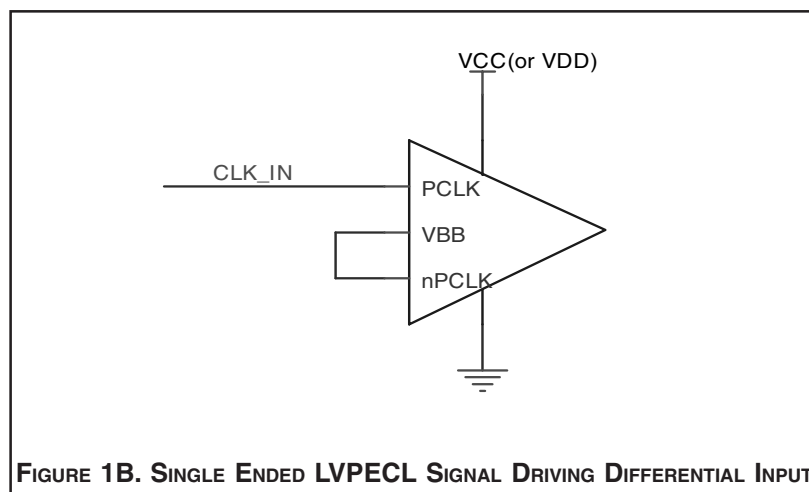 VCC(or VDD)
CLK_IN
PCLK
VBB
nPCLK
FIGURE 1B. SINGLE ENDED LVPECL SIGNAL DRIVING DIFFERENTIAL INPUT